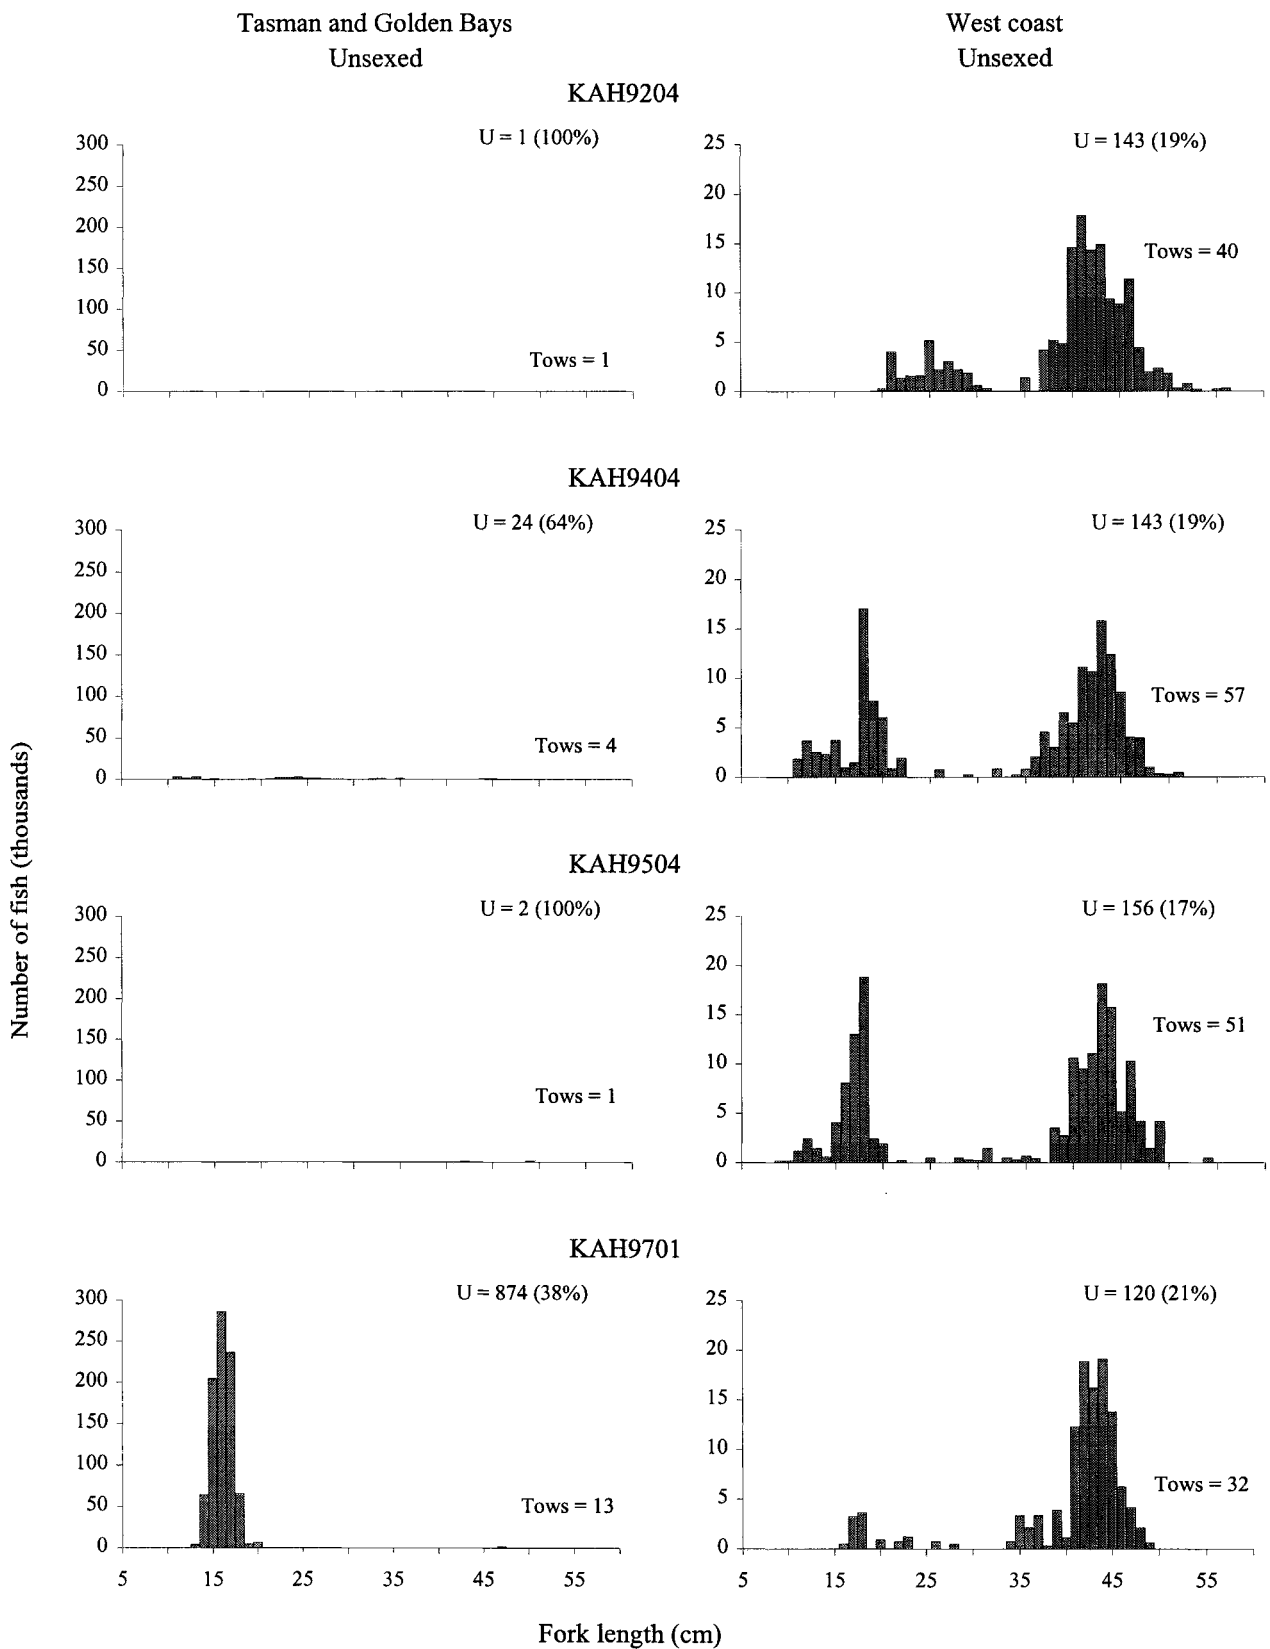 Tasman and Golden Bays
Unsexed
West coast
Unsexed
KAH9204
U = 1 (100%)
300
250
200
150
100
50
0
Tows = 1
U = 143 (19%)
25
20
15
10
5
0
Tows = 40
KAH9404
U = 24 (64%)
300
250
200
150
100
50
0
Tows = 4
U = 143 (19%)
25
20
15
10
5
0
Tows = 57
KAH9504
U = 2 (100%)
300
250
200
150
100
50
0
Tows = 1
U = 156 (17%)
25
20
15
10
5
0
Tows = 51
KAH9701
U = 874 (38%)
300
250
200
150
100
50
0
Tows = 13
5 15 25 35 45 55
U = 120 (21%)
25
20
15
10
5
0
Tows = 32
5 15 25 35 45 55
Number of fish (thousands)
Fork length (cm)